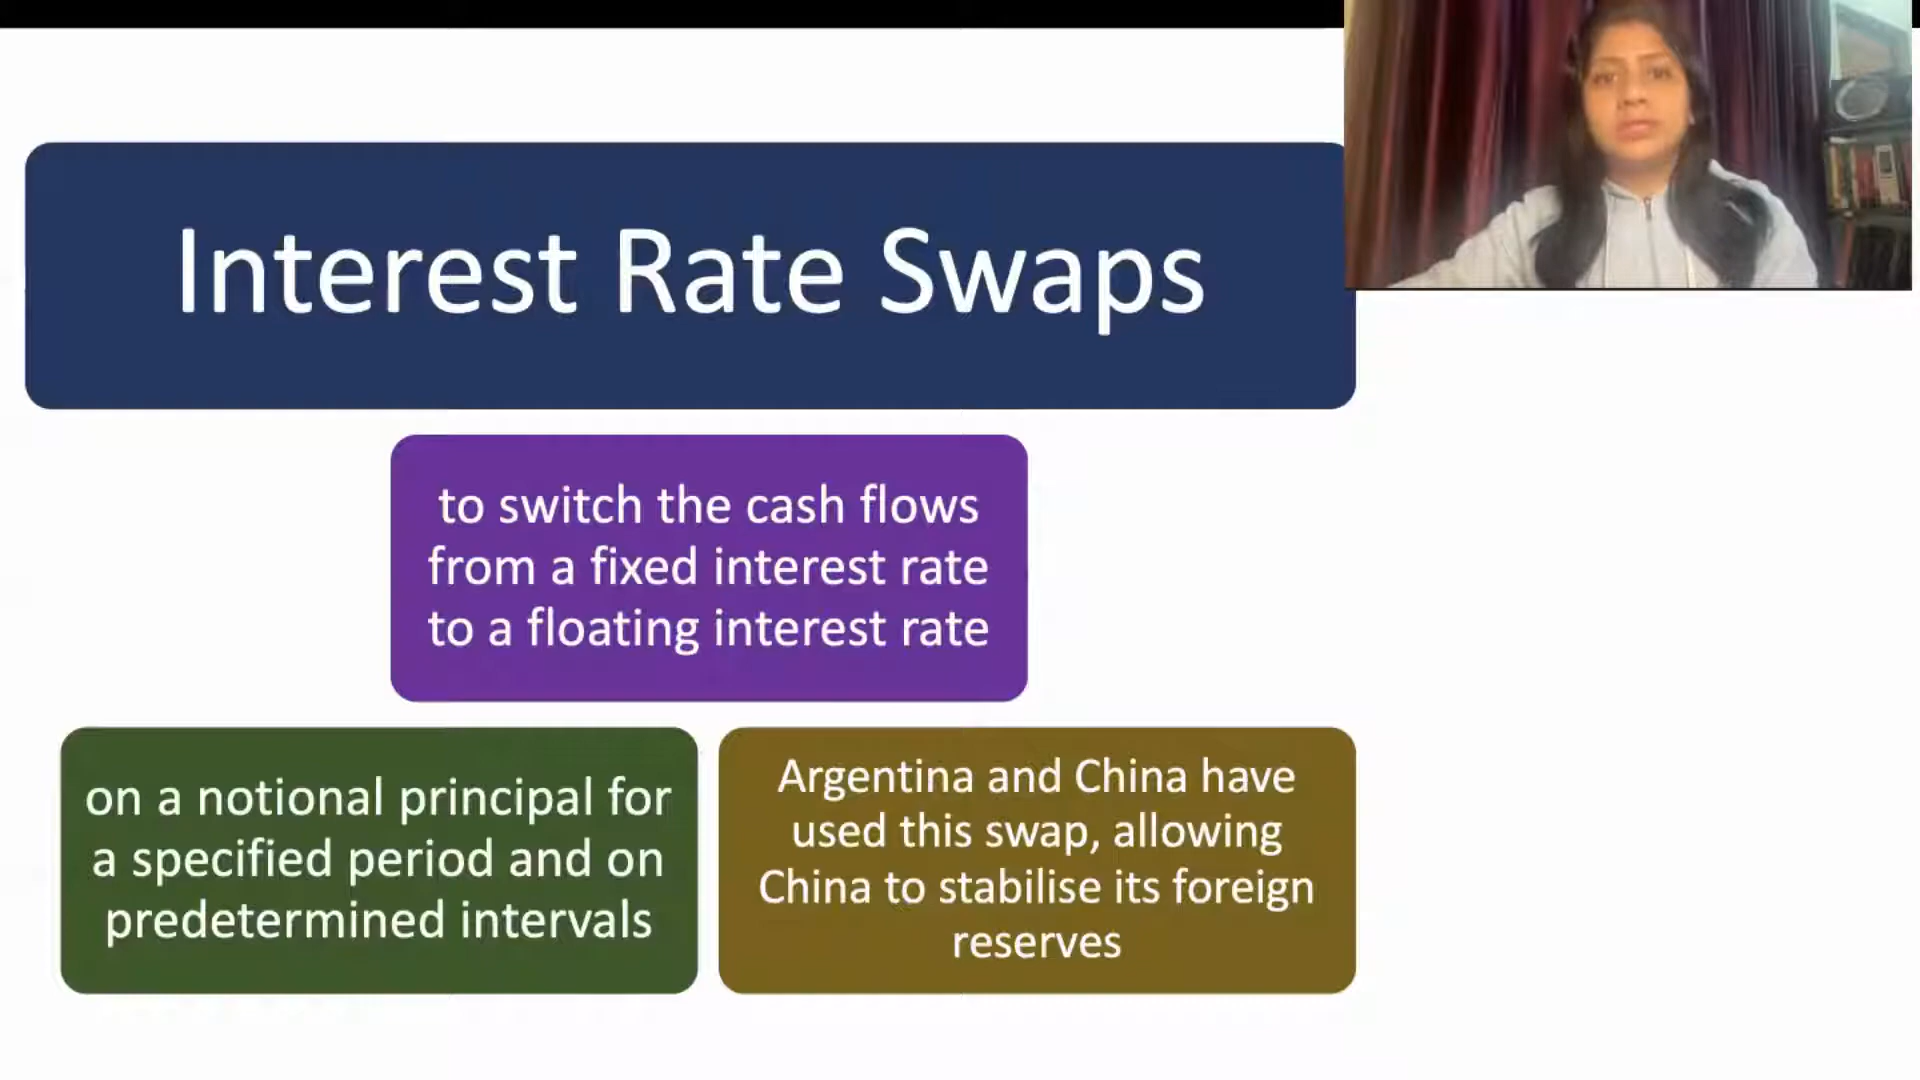 Interest Rate Swaps
to switch the cash flows
from a fixed interest rate
to a floating interest rate
on a notional principal for
a specified period and on
predetermined intervals
Argentina and China have
used this swap, allowing
China to stabilise its foreign
reserves